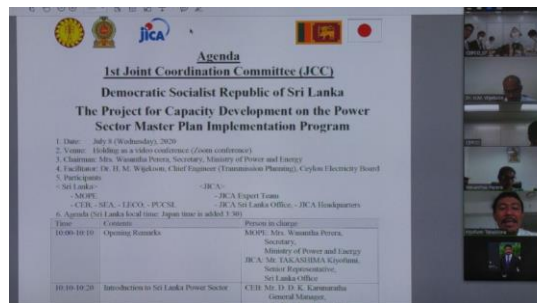 JICA
Agenda
1st Joint Coordination Committee (JCC)
Democratic Socialist Republic of Sri Lanka
The Project for Capacity Development on the Power
Sector Master Plan Implementation Program
1. Date: July 8 (Wednesday), 2020
2. Venue: Holding as a video conference (Zoom conference)
3. Chairman: Mrs. Wasantha Perera, Secretary, Ministry of Power and Energy
4. Facilitator: Dr. H. M. Wijekoon, Chief Engineer (Transmission Planning), Ceylon Electricity Board
5. Participants
<Sri Lanka> <JICA>
- MOPE, - JICA Expert Team
- CEB, - SEA, - LECO, - PUCSL - JICA Sri Lanka Office, - JICA Headquarters
6. Agenda (Sri Lanka local time: Japan time is added 3:30)
Time Contents Person in charge
10:00-10:10 Opening Remarks MOPE: Mrs. Wasantha Perera,
Secretary,
Ministry of Power and Energy
JICA: Mr. TAKASHIMA Kiyofumi,
Senior Representative,
Sri Lanka Office
10:10-10:20 Introduction to Sri Lanka Power Sector CEB: Mr. D. D. K. Karunaratha
General Manager,